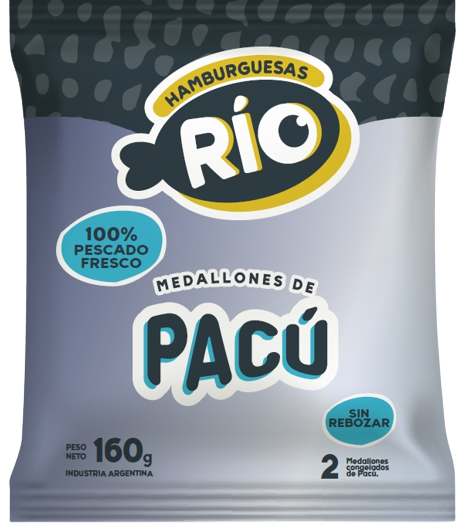 HAMBURGUESAS
RÍO
100%
PESCADO
FRESCO
MEDALLONES DE
PACÚ
SIN
REBOZAR
PESO
NETO
160g
INDUSTRIA ARGENTINA
2
Medallones
congelados
de Pacú.